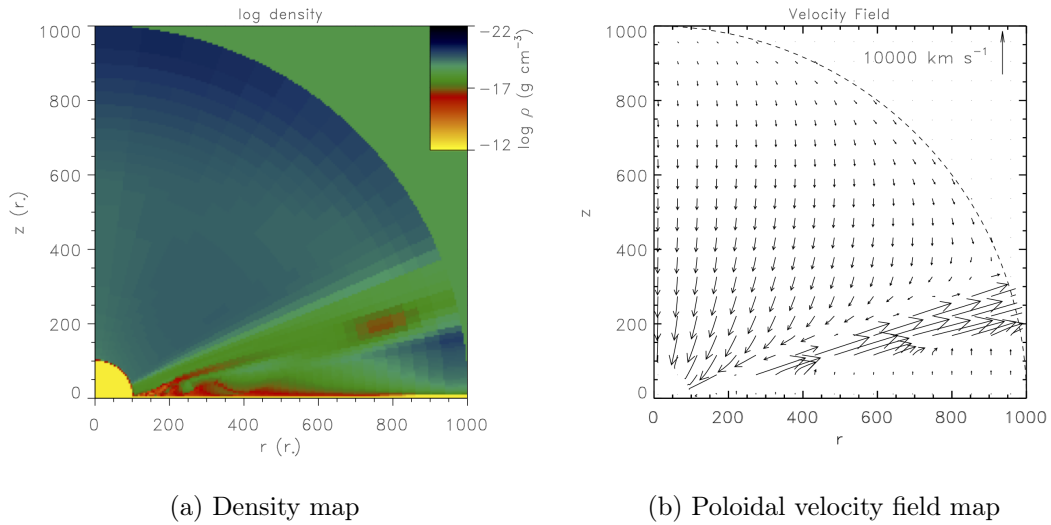 log density
1000
800
600
400
200
0
z (r*)
0 200 400 600 800 1000
r (r*)
-22
-17
-12
log ρ (g cm⁻³)
Velocity Field
10000 km s⁻¹
1000
800
600
400
200
0
z
0 200 400 600 800 1000
r
(a) Density map
(b) Poloidal velocity field map